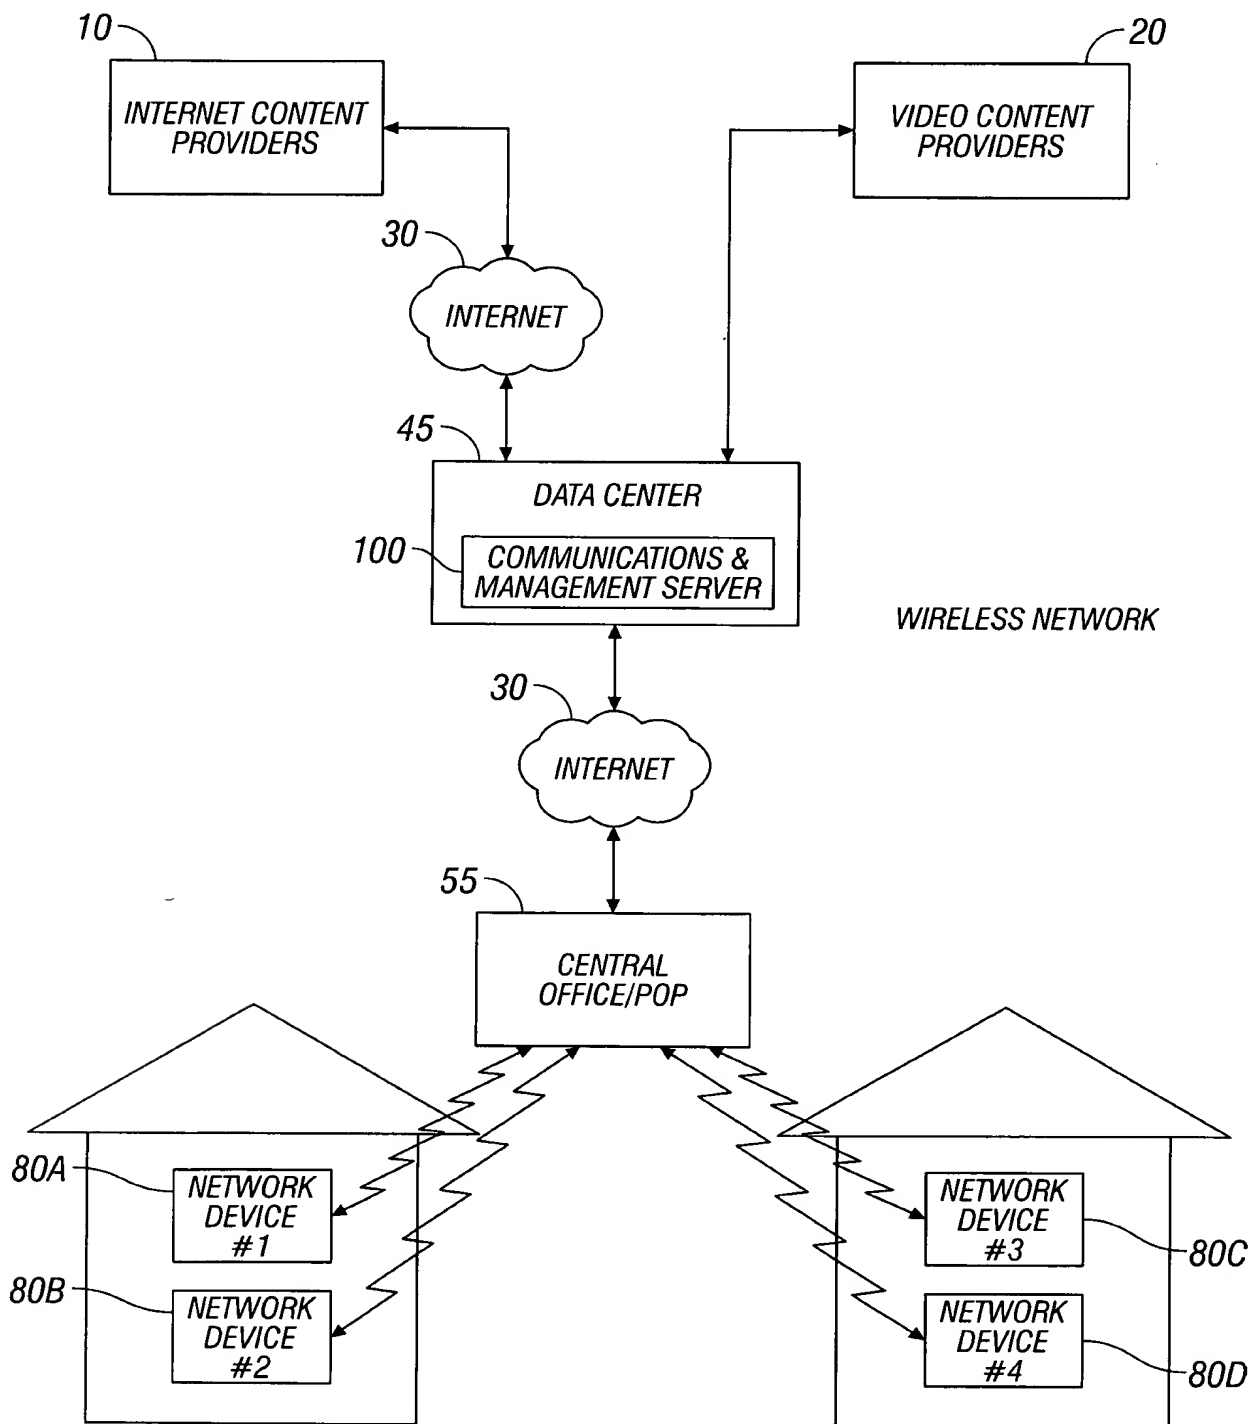 10
20
INTERNET CONTENT
PROVIDERS
VIDEO CONTENT
PROVIDERS
30
INTERNET
45
DATA CENTER
100
COMMUNICATIONS &
MANAGEMENT SERVER
WIRELESS NETWORK
30
INTERNET
55
CENTRAL
OFFICE/POP
80A
NETWORK
DEVICE
#1
80B
NETWORK
DEVICE
#2
NETWORK
DEVICE
#3
80C
NETWORK
DEVICE
#4
80D